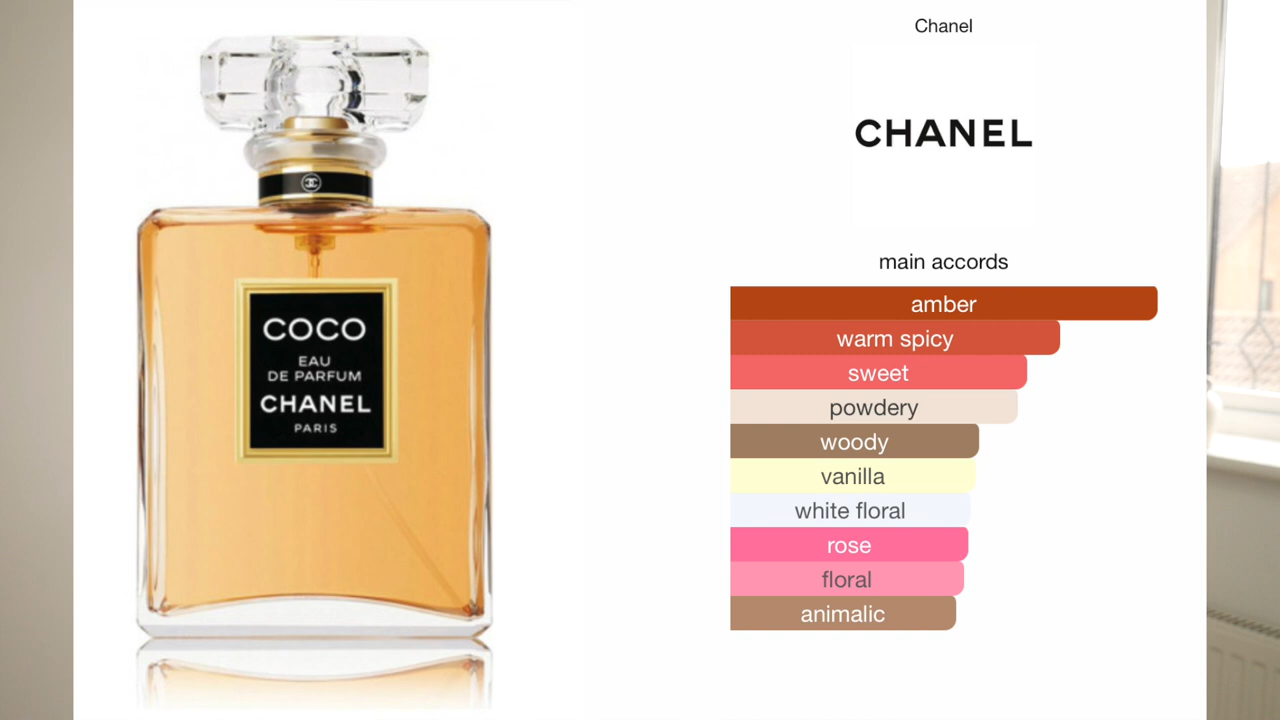 COCO
EAU
DE PARFUM
CHANEL
PARIS
Chanel
CHANEL
main accords
amber
warm spicy
sweet
powdery
woody
vanilla
white floral
rose
floral
animalic